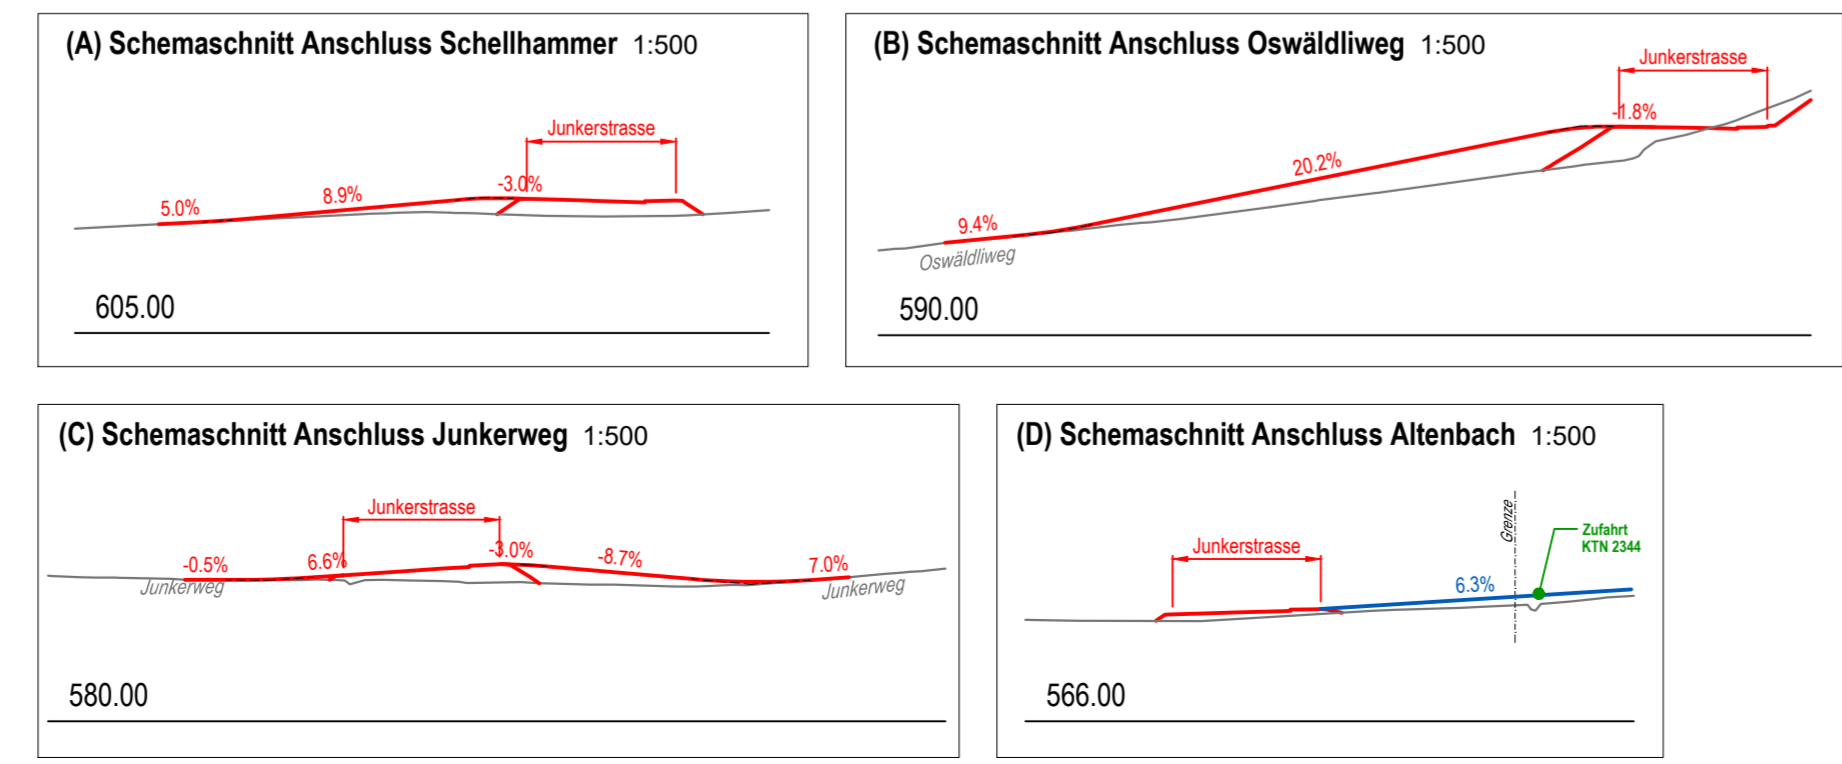 (A) Schemaschnitt Anschluss Schellhammer 1:500
Junkerstrasse
5.0%
8.9%
-3.0%
605.00
(B) Schemaschnitt Anschluss Oswäldliweg 1:500
Junkerstrasse
-1.8%
20.2%
9.4%
Oswäldliweg
590.00
(C) Schemaschnitt Anschluss Junkerweg 1:500
Junkerstrasse
-0.5%
6.6%
-3.0%
-8.7%
7.0%
Junkerweg
Junkerweg
580.00
(D) Schemaschnitt Anschluss Altenbach 1:500
Grenze
Zufahrt
KTN 2344
Junkerstrasse
6.3%
566.00